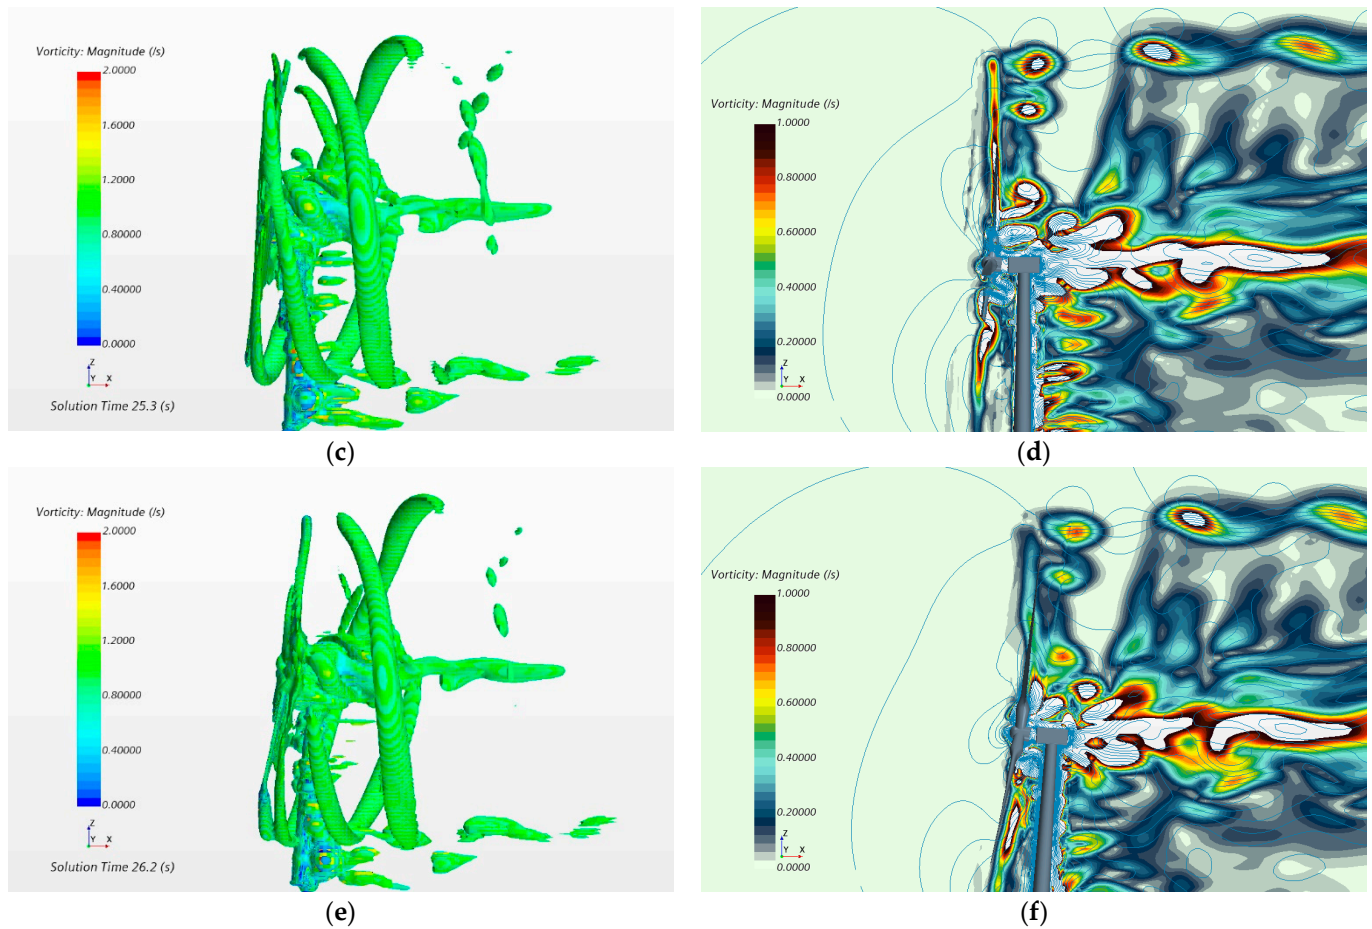 Vorticity: Magnitude (/s)
2.0000
1.6000
1.2000
0.80000
0.40000
0.0000
Z
Y X
Solution Time 25.3 (s)
(c)
Vorticity: Magnitude (/s)
1.0000
0.80000
0.60000
0.40000
0.20000
0.0000
Z
Y X
(d)
Vorticity: Magnitude (/s)
2.0000
1.6000
1.2000
0.80000
0.40000
0.0000
Z
Y X
Solution Time 26.2 (s)
(e)
Vorticity: Magnitude (/s)
1.0000
0.80000
0.60000
0.40000
0.20000
0.0000
Z
Y X
(f)